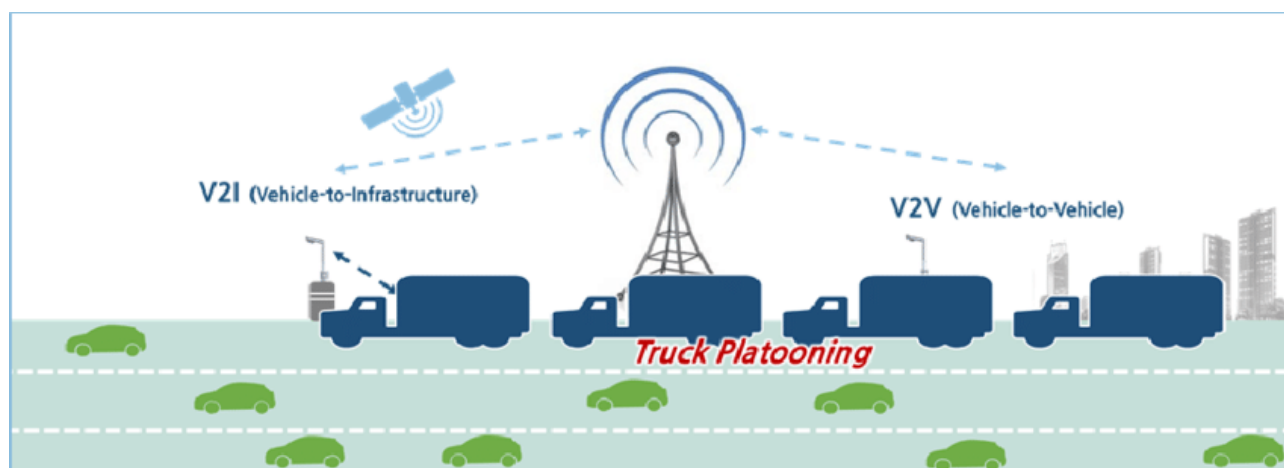 V2I (Vehicle-to-Infrastructure)
V2V (Vehicle-to-Vehicle)
Truck Platooning